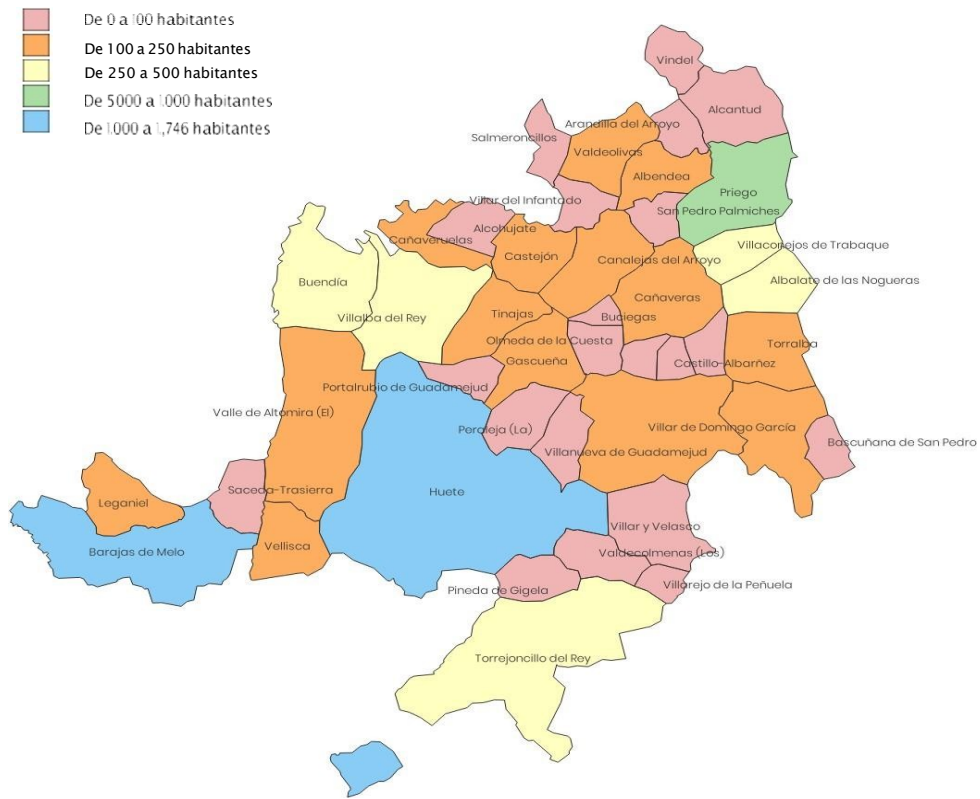 De 0 a 100 habitantes
De 100 a 250 habitantes
De 250 a 500 habitantes
De 5000 a 1.000 habitantes
De 1.000 a 1,746 habitantes
Vindel
Alcantud
Arandilla del Arroyo
Salmeroncillos
Valdeolivas
Albendea
Priego
Villar del Infantado
San Pedro Palmiches
Alcohujate
Cañaveruelas
Villaconejos de Trabaque
Castejón
Canalejas del Arroyo
Albalate de las Nogueras
Buendía
Cañaveras
Tinajas
Buciegas
Villalba del Rey
Olmeda de la Cuesta
Torralba
Gascueña
Castillo-Albarñez
Portalrubio de Guadamejud
Valle de Altomira (El)
Peraleja (La)
Villar de Domingo García
Bascuñana de San Pedro
Villanueva de Guadamejud
Saceda-Trasierra
Huete
Leganiel
Villar y Velasco
Vellisca
Barajas de Melo
Valdecolmenas (Los)
Villarejo de la Peñuela
Pineda de Gigela
Torrejoncillo del Rey